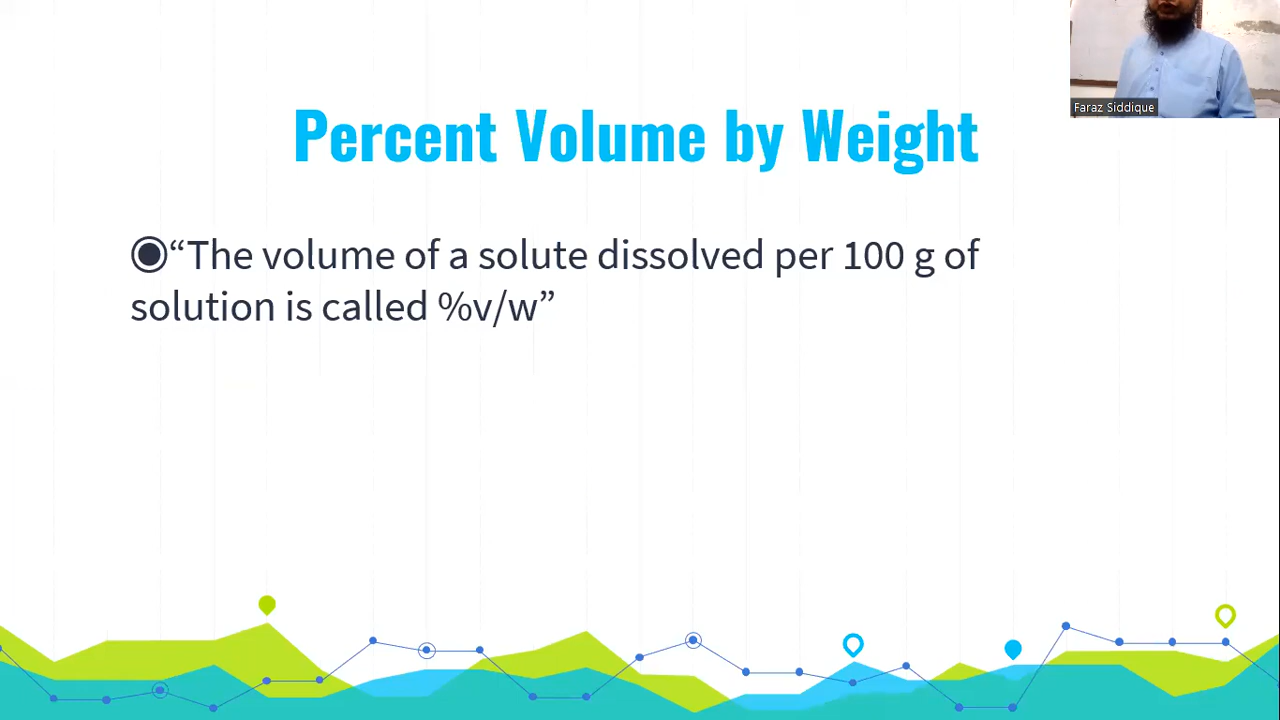 Faraz Siddique
Percent Volume by Weight
“The volume of a solute dissolved per 100 g of
solution is called %v/w”